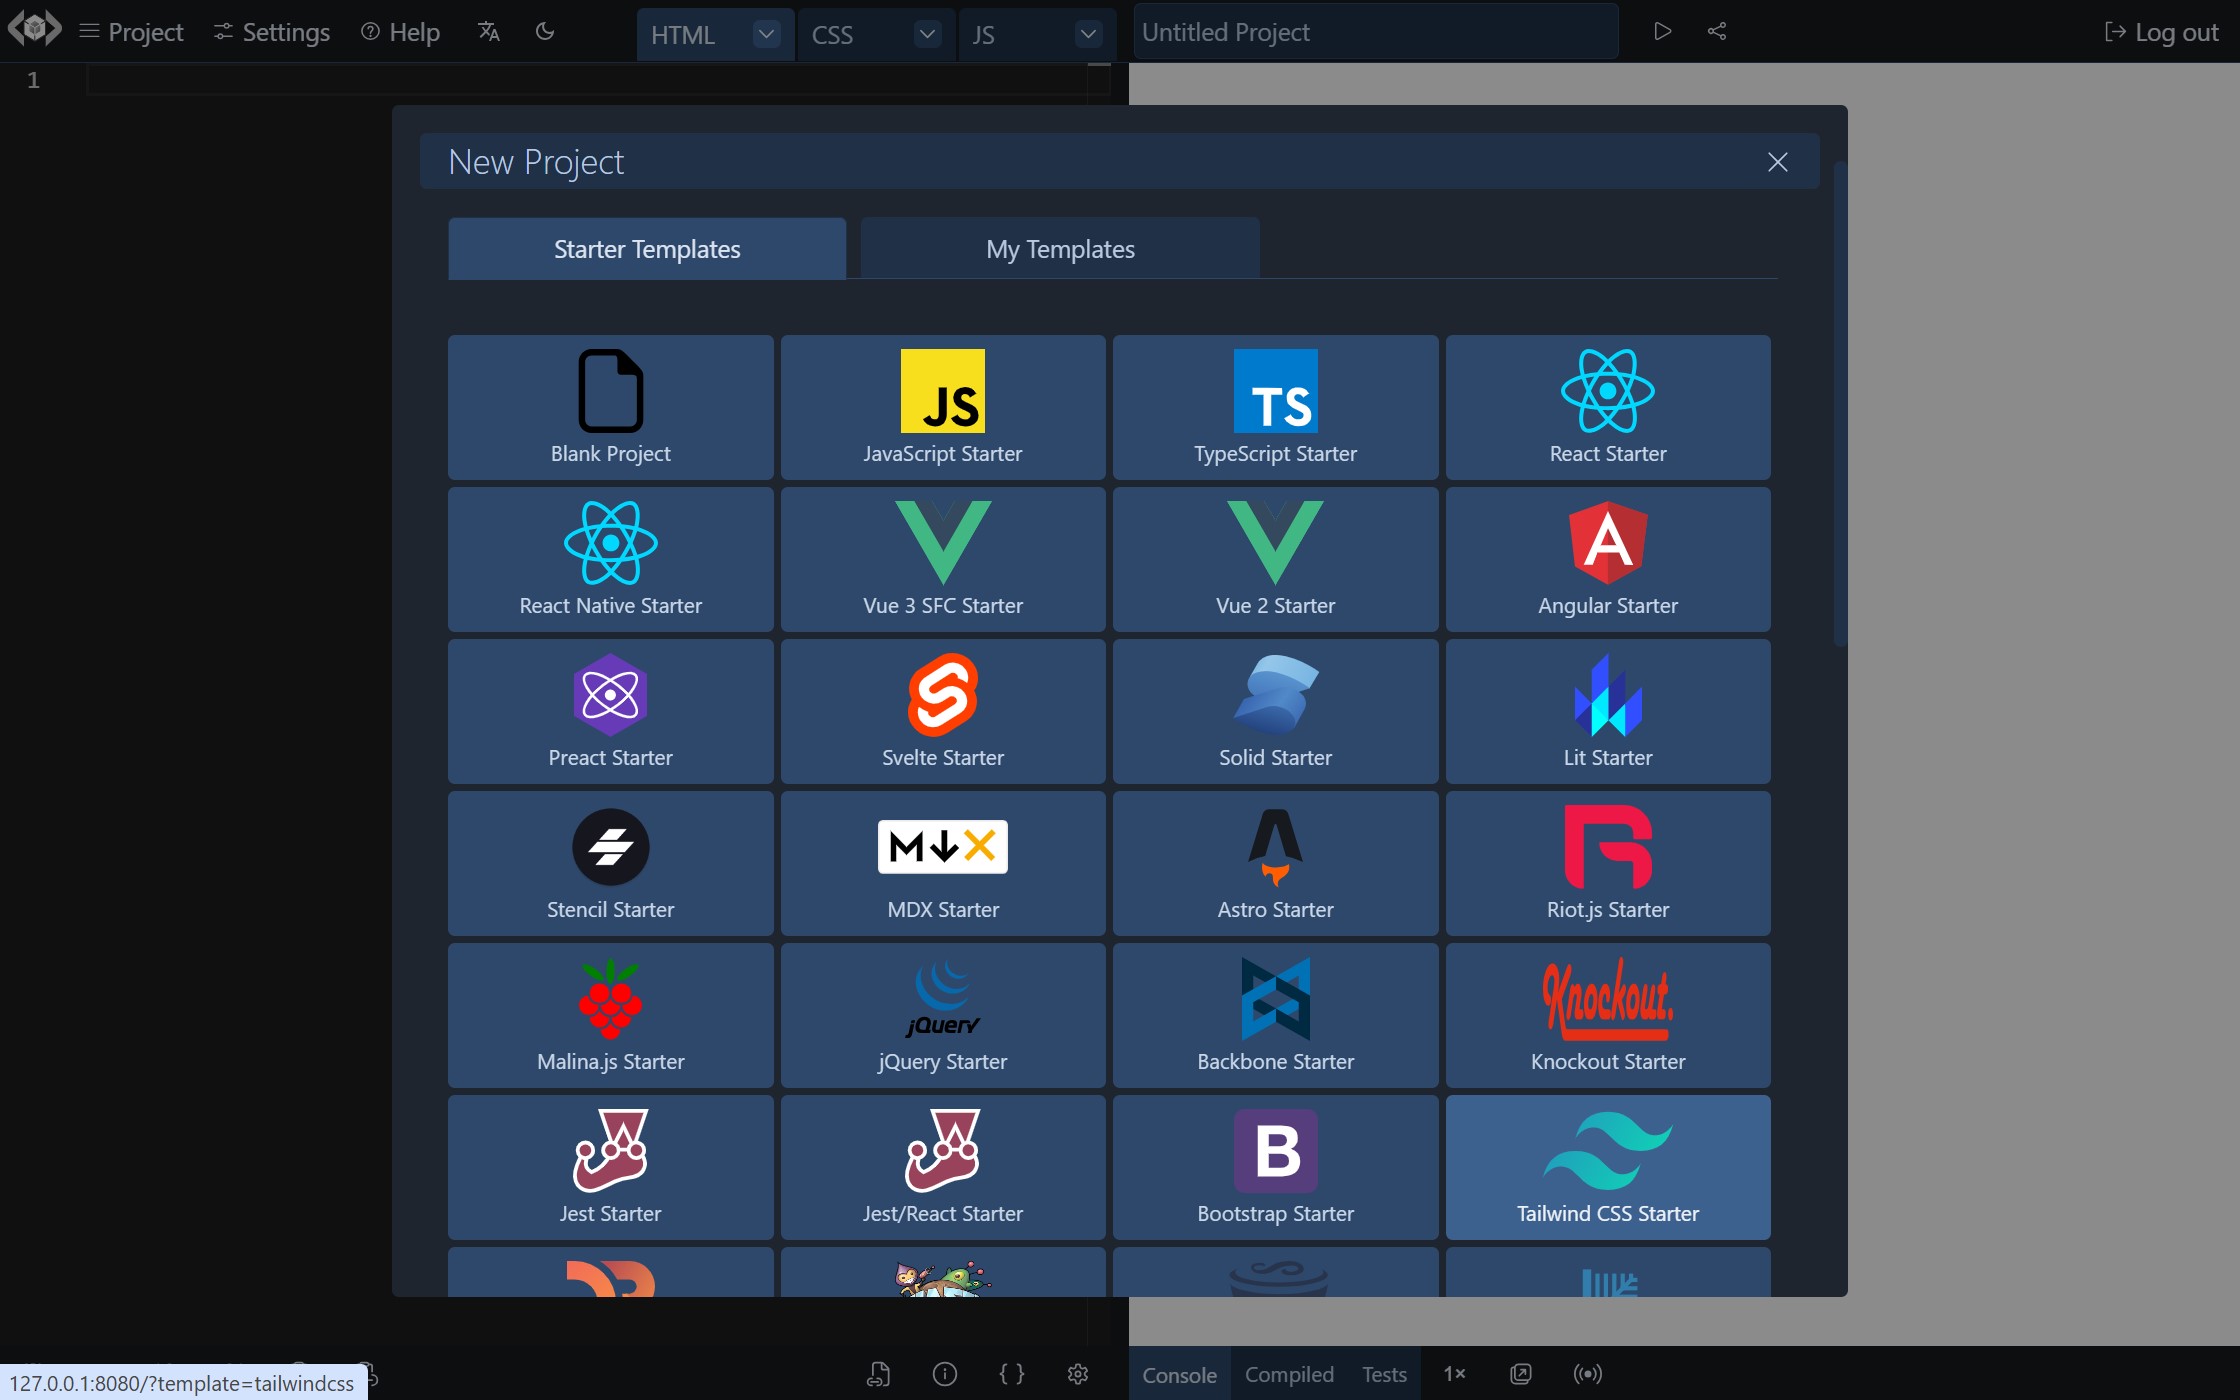 Project
Settings
Help
HTML
CSS
JS
Untitled Project
Log out
1
New Project
Starter Templates
My Templates
JS
TS
Blank Project
JavaScript Starter
TypeScript Starter
React Starter
React Native Starter
Vue 3 SFC Starter
Vue 2 Starter
Angular Starter
Preact Starter
Svelte Starter
Solid Starter
Lit Starter
Stencil Starter
MDX Starter
Astro Starter
Riot.js Starter
jQuery
Knockout.
Malina.js Starter
jQuery Starter
Backbone Starter
Knockout Starter
B
Jest Starter
Jest/React Starter
Bootstrap Starter
Tailwind CSS Starter
127.0.0.1:8080/?template=tailwindcss
Console
Compiled
Tests
1×